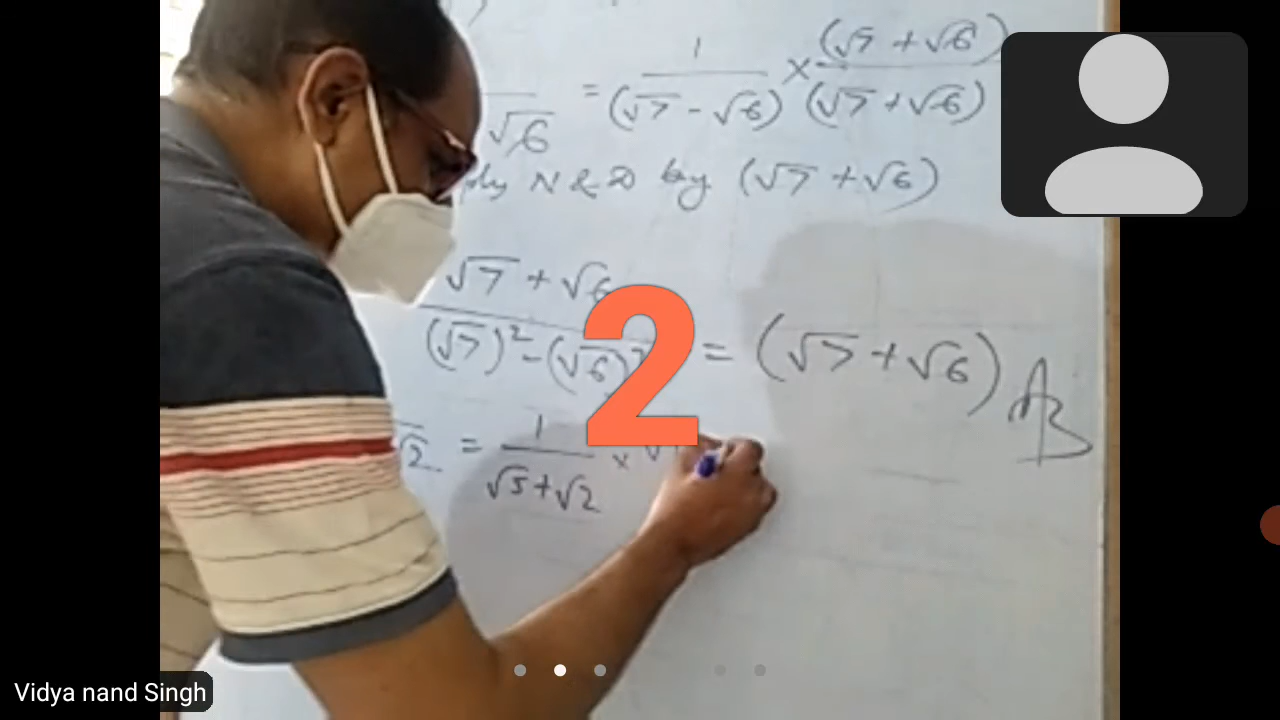 = 1/(√7 - √6) × (√7 + √6)/(√7 + √6)
√6
ply N & D by (√7 + √6)
√7 + √6/(√7)² - (√6)² = (√7 + √6) As
2
√2 = 1/√5 + √2 ×
Vidya nand Singh